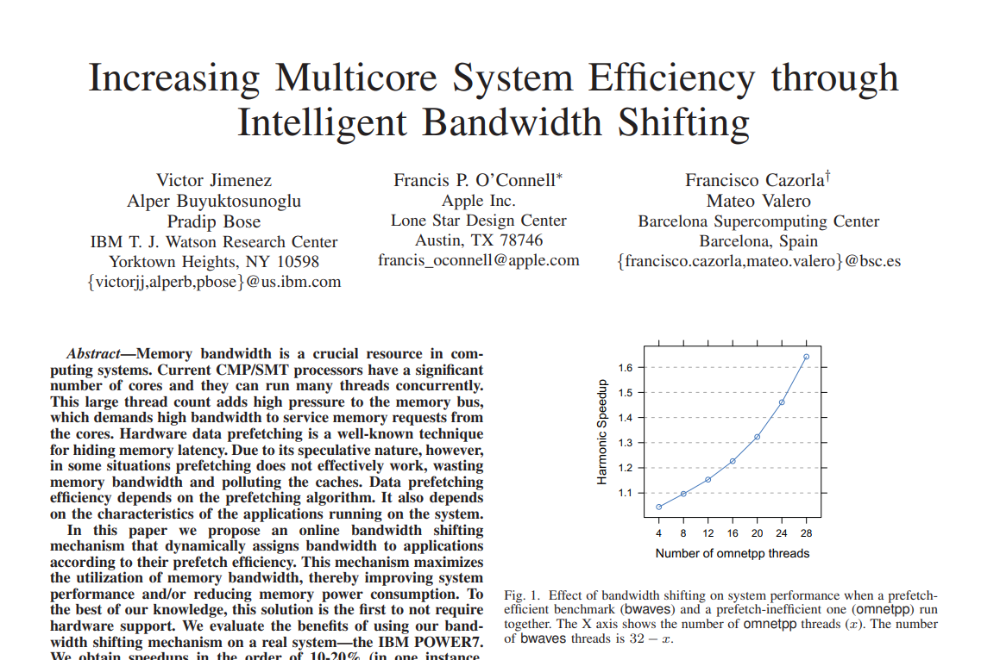 Increasing Multicore System Efficiency through
Intelligent Bandwidth Shifting
Victor Jimenez
Alper Buyuktosunoglu
Pradip Bose
IBM T. J. Watson Research Center
Yorktown Heights, NY 10598
{victorjj,alperb,pbose}@us.ibm.com
Francis P. O'Connell*
Apple Inc.
Lone Star Design Center
Austin, TX 78746
francis_oconnell@apple.com
Francisco Cazorla†
Mateo Valero
Barcelona Supercomputing Center
Barcelona, Spain
{francisco.cazorla,mateo.valero}@bsc.es
Abstract—Memory bandwidth is a crucial resource in com-
puting systems. Current CMP/SMT processors have a significant
number of cores and they can run many threads concurrently.
This large thread count adds high pressure to the memory bus,
which demands high bandwidth to service memory requests from
the cores. Hardware data prefetching is a well-known technique
for hiding memory latency. Due to its speculative nature, however,
in some situations prefetching does not effectively work, wasting
memory bandwidth and polluting the caches. Data prefetching
efficiency depends on the prefetching algorithm. It also depends
on the characteristics of the applications running on the system.
In this paper we propose an online bandwidth shifting
mechanism that dynamically assigns bandwidth to applications
according to their prefetch efficiency. This mechanism maximizes
the utilization of memory bandwidth, thereby improving system
performance and/or reducing memory power consumption. To
the best of our knowledge, this solution is the first to not require
hardware support. We evaluate the benefits of using our band-
width shifting mechanism on a real system—the IBM POWER7.
We obtain speedups in the order of 10-20% (in one instance,
Harmonic Speedup
1.6
1.5
1.4
1.3
1.2
1.1
4 8 12 16 20 24 28
Number of omnetpp threads
Fig. 1. Effect of bandwidth shifting on system performance when a prefetch-
efficient benchmark (bwaves) and a prefetch-inefficient one (omnetpp) run
together. The X axis shows the number of omnetpp threads (x). The number
of bwaves threads is 32 − x.